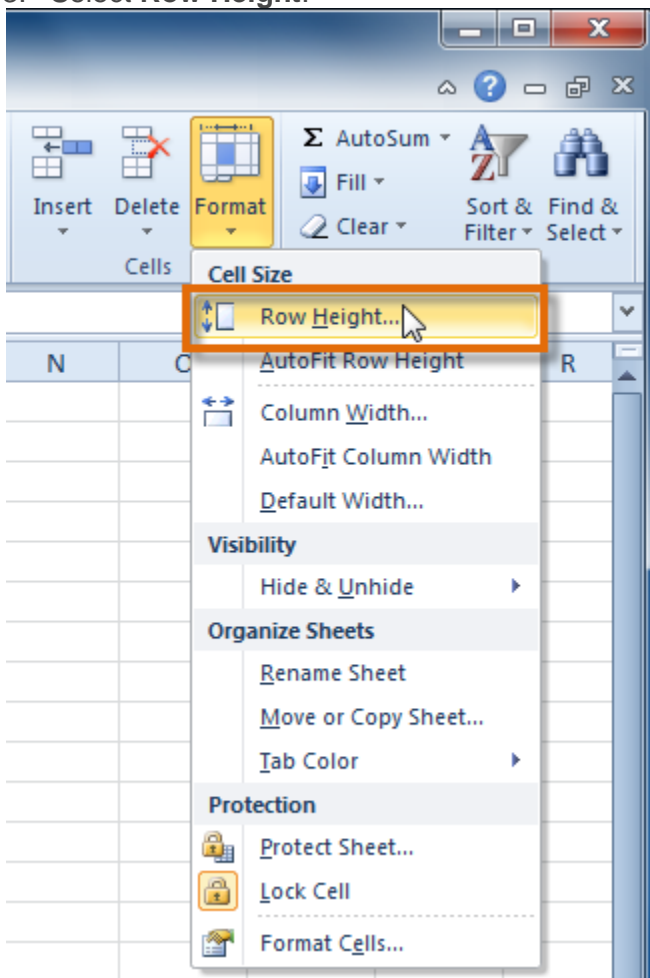 Select Row Height.
AutoSum
Fill
Clear
Insert Delete Format
Sort & Find &
Filter Select
Cells
Cell Size
Row Height...
N R
AutoFit Row Height
Column Width...
AutoFit Column Width
Default Width...
Visibility
Hide & Unhide
Organize Sheets
Rename Sheet
Move or Copy Sheet...
Tab Color
Protection
Protect Sheet...
Lock Cell
Format Cells...